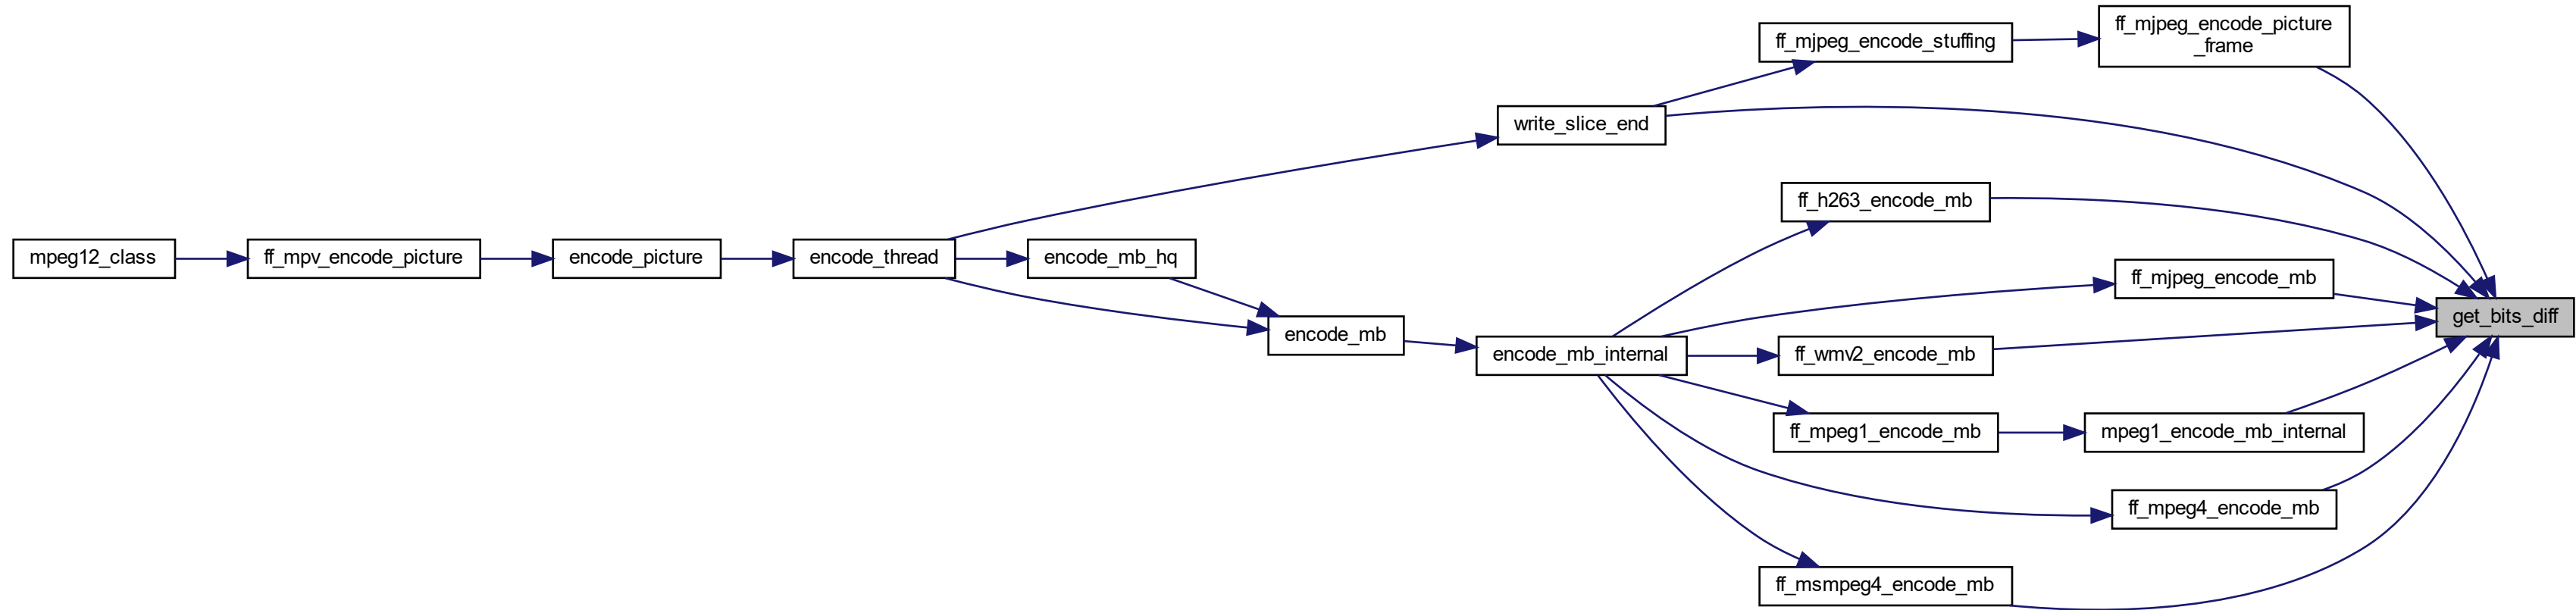 ff_mjpeg_encode_picture
_frame
ff_mjpeg_encode_stuffing
write_slice_end
ff_h263_encode_mb
mpeg12_class
ff_mpv_encode_picture
encode_picture
encode_thread
encode_mb_hq
ff_mjpeg_encode_mb
get_bits_diff
encode_mb
encode_mb_internal
ff_wmv2_encode_mb
ff_mpeg1_encode_mb
mpeg1_encode_mb_internal
ff_mpeg4_encode_mb
ff_msmpeg4_encode_mb